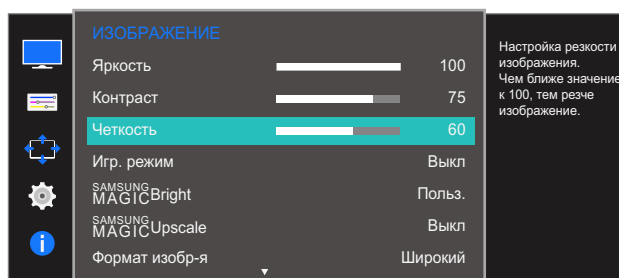 ИЗОБРАЖЕНИЕ
Яркость 100
Контраст 75
Четкость 60
Игр. режим Выкл
SAMSUNG
MAGICBright Польз.
SAMSUNG
MAGICUpscale Выкл
Формат изобр-я Широкий
Настройка резкости
изображения.
Чем ближе значение
к 100, тем резче
изображение.